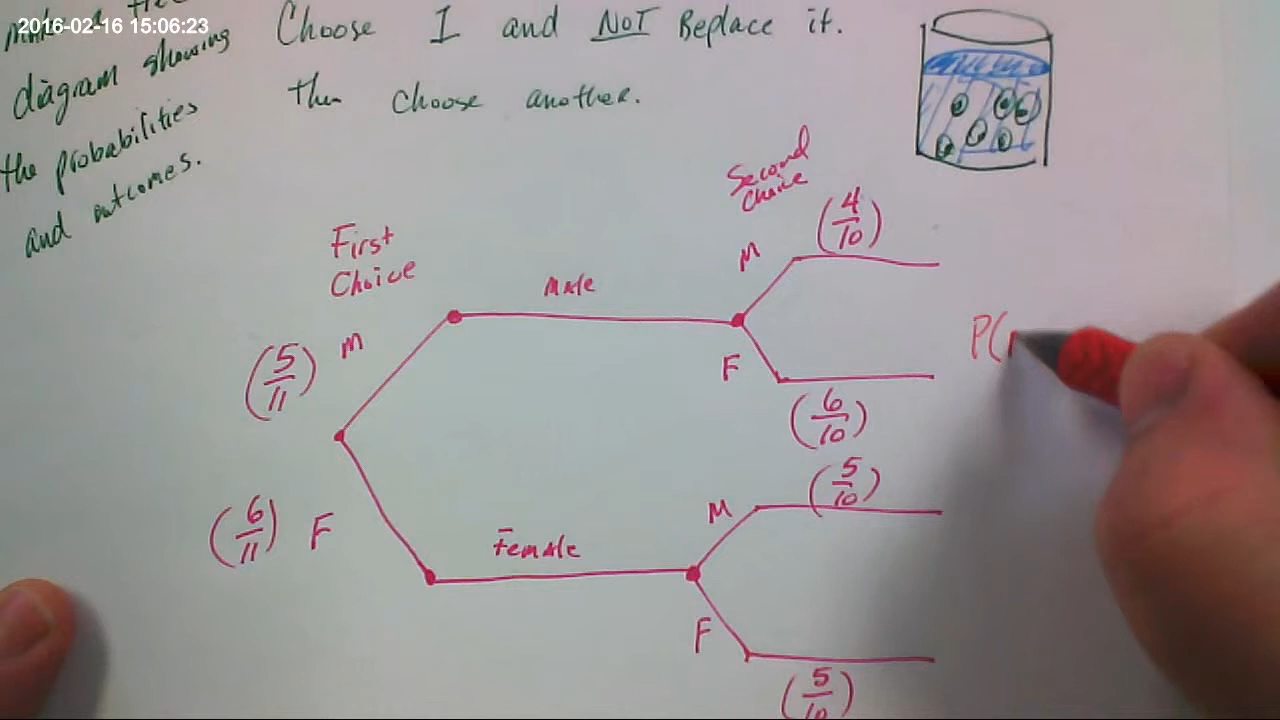 2016-02-16 15:06:23
diagram showing
the probabilities
and outcomes.
Choose 1 and NOT Replace it.
Then choose another.
First
Choice
Second
Choice
(5/11) M
Male
M (4/10)
F
(6/10)
P(
(6/11) F
Female
M (5/10)
F
(5/10)